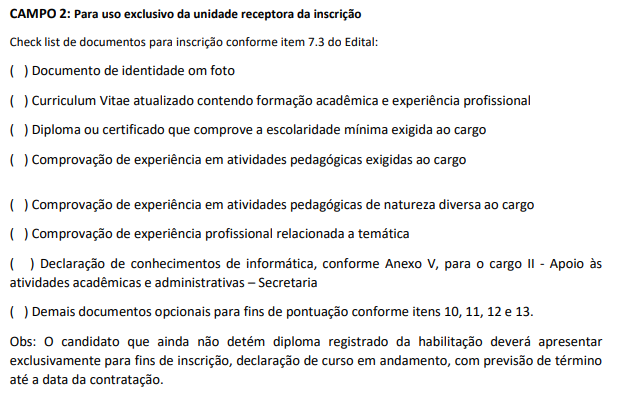 CAMPO 2: Para uso exclusivo da unidade receptora da inscrição
Check list de documentos para inscrição conforme item 7.3 do Edital:
(   ) Documento de identidade om foto
(   ) Curriculum Vitae atualizado contendo formação acadêmica e experiência profissional
(   ) Diploma ou certificado que comprove a escolaridade mínima exigida ao cargo
(   ) Comprovação de experiência em atividades pedagógicas exigidas ao cargo
(   ) Comprovação de experiência em atividades pedagógicas de natureza diversa ao cargo
(   ) Comprovação de experiência profissional relacionada a temática
(   ) Declaração de conhecimentos de informática, conforme Anexo V, para o cargo II - Apoio às
atividades acadêmicas e administrativas – Secretaria
(   ) Demais documentos opcionais para fins de pontuação conforme itens 10, 11, 12 e 13.
Obs: O candidato que ainda não detém diploma registrado da habilitação deverá apresentar
exclusivamente para fins de inscrição, declaração de curso em andamento, com previsão de término
até a data da contratação.